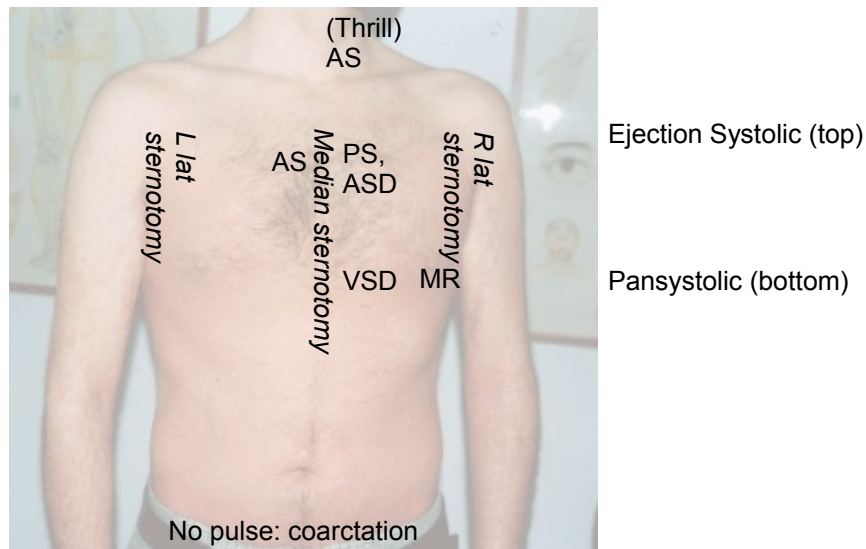 (Thrill)
AS
Ejection Systolic (top)
L lat
sternotomy
AS
Median sternotomy
PS,
ASD
R lat
sternotomy
VSD
MR
Pansystolic (bottom)
No pulse: coarctation